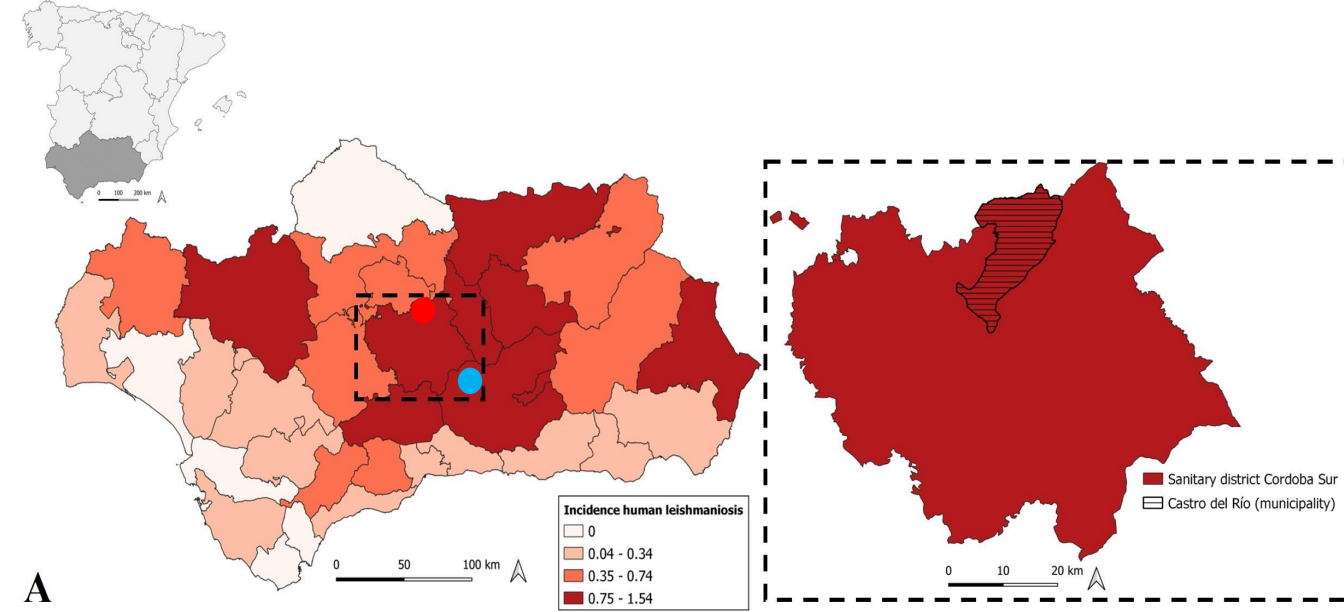 0 100 200 km
Sanitary district Cordoba Sur
Castro del Río (municipality)
Incidence human leishmaniosis
0
0.04 - 0.34
0.35 - 0.74
0.75 - 1.54
0 50 100 km
0 10 20 km
A